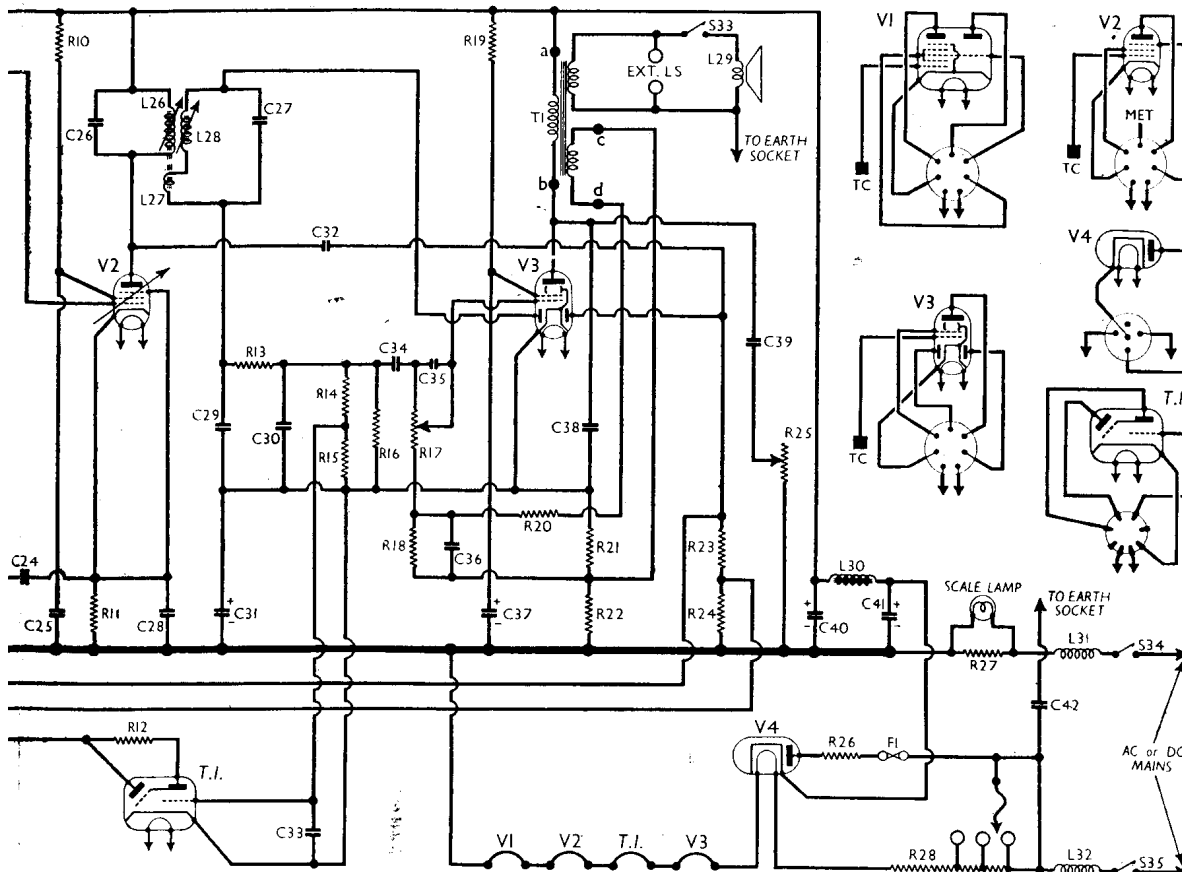 R10
R19
S33
V1
V2
a
EXT. LS
L29
L26
C26
L28
C27
T1
c
TO EARTH
SOCKET
MET
TC
TC
b
d
L27
C32
V4
V2
V3
V3
C39
R13
C34
C35
R14
C29
C30
R15
R16
R17
C38
R25
TC
T.I.
R20
C24
R18
C36
R21
R23
L30
SCALE LAMP
TO EARTH
SOCKET
C25
R11
C28
C31
+
–
C37
+
–
R22
R24
+
–
C40
C41
+
–
L31
S34
R27
C42
R12
V4
R26
F1
AC or DC
MAINS
T.I.
C33
V1
V2
T.I.
V3
R28
L32
S35